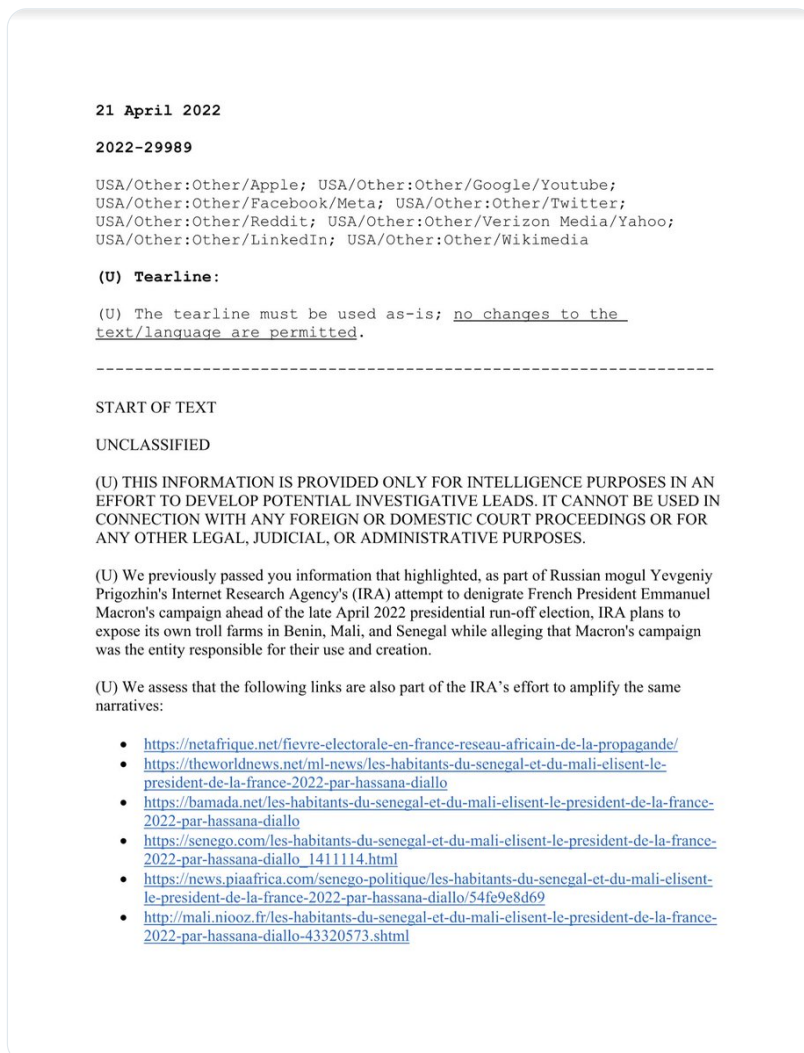 21 April 2022
2022-29989
USA/Other:Other/Apple; USA/Other:Other/Google/Youtube;
USA/Other:Other/Facebook/Meta; USA/Other:Other/Twitter;
USA/Other:Other/Reddit; USA/Other:Other/Verizon Media/Yahoo;
USA/Other:Other/LinkedIn; USA/Other:Other/Wikimedia
(U) Tearline:
(U) The tearline must be used as-is; no changes to the
text/language are permitted.
----------------------------------------------------------------
START OF TEXT
UNCLASSIFIED
(U) THIS INFORMATION IS PROVIDED ONLY FOR INTELLIGENCE PURPOSES IN AN
EFFORT TO DEVELOP POTENTIAL INVESTIGATIVE LEADS. IT CANNOT BE USED IN
CONNECTION WITH ANY FOREIGN OR DOMESTIC COURT PROCEEDINGS OR FOR
ANY OTHER LEGAL, JUDICIAL, OR ADMINISTRATIVE PURPOSES.
(U) We previously passed you information that highlighted, as part of Russian mogul Yevgeniy
Prigozhin's Internet Research Agency's (IRA) attempt to denigrate French President Emmanuel
Macron's campaign ahead of the late April 2022 presidential run-off election, IRA plans to
expose its own troll farms in Benin, Mali, and Senegal while alleging that Macron's campaign
was the entity responsible for their use and creation.
(U) We assess that the following links are also part of the IRA’s effort to amplify the same
narratives:
• https://netafrique.net/fievre-electorale-en-france-reseau-africain-de-la-propagande/
• https://theworldnews.net/ml-news/les-habitants-du-senegal-et-du-mali-elisent-le-
president-de-la-france-2022-par-hassana-diallo
• https://bamada.net/les-habitants-du-senegal-et-du-mali-elisent-le-president-de-la-france-
2022-par-hassana-diallo
• https://senego.com/les-habitants-du-senegal-et-du-mali-elisent-le-president-de-la-france-
2022-par-hassana-diallo_1411114.html
• https://news.piaafrica.com/senego-politique/les-habitants-du-senegal-et-du-mali-elisent-
le-president-de-la-france-2022-par-hassana-diallo/54fe9e8d69
• http://mali.niooz.fr/les-habitants-du-senegal-et-du-mali-elisent-le-president-de-la-france-
2022-par-hassana-diallo-43320573.shtml